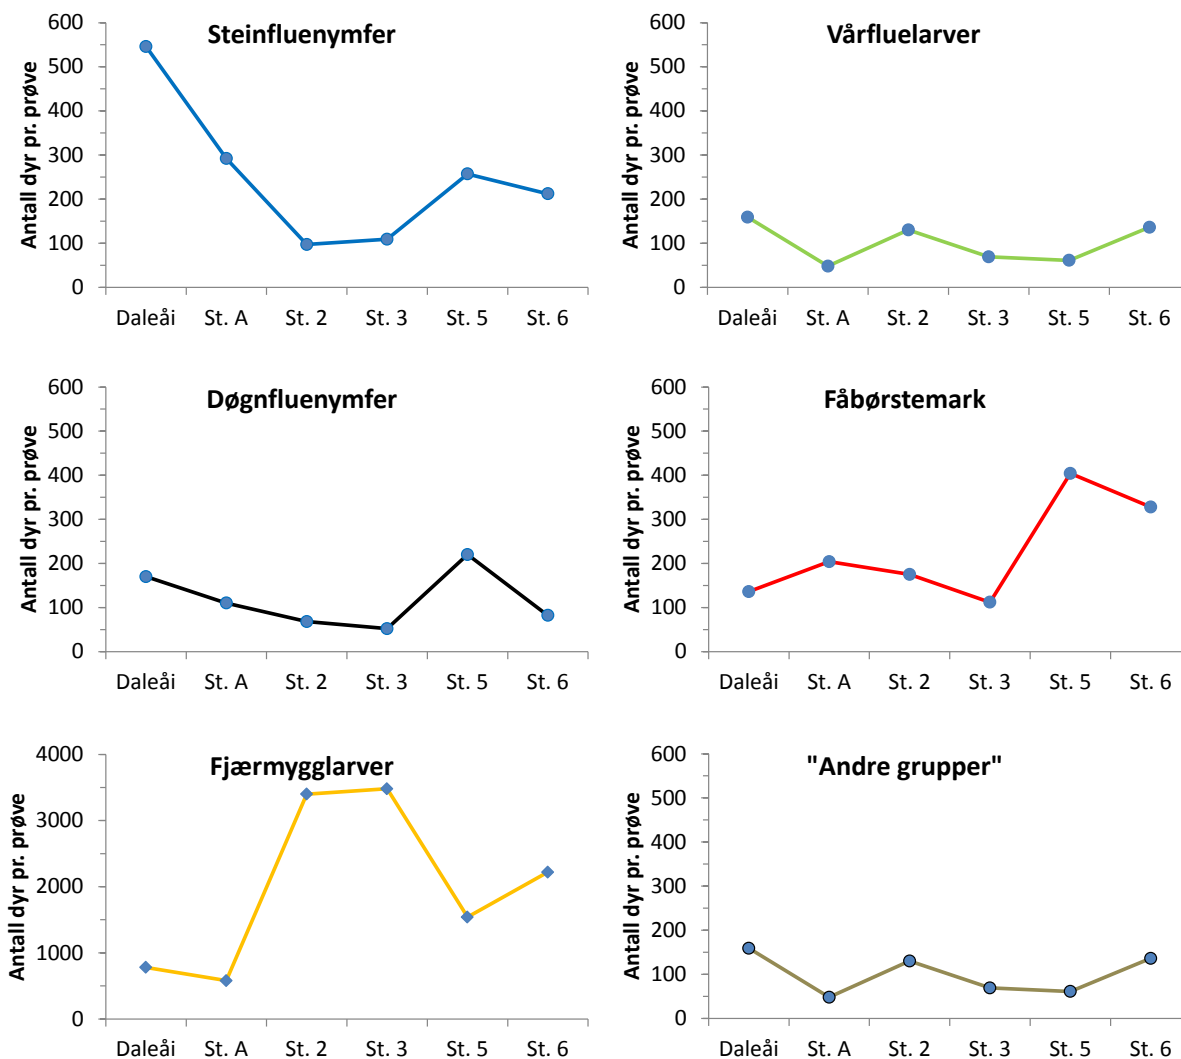 Steinfluenymfer
Antall dyr pr. prøve
600
500
400
300
200
100
0
Daleåi St. A St. 2 St. 3 St. 5 St. 6
Vårfluelarver
Antall dyr pr. prøve
600
500
400
300
200
100
0
Daleåi St. A St. 2 St. 3 St. 5 St. 6
Døgnfluenymfer
Antall dyr pr. prøve
600
500
400
300
200
100
0
Daleåi St. A St. 2 St. 3 St. 5 St. 6
Fåbørstemark
Antall dyr pr. prøve
600
500
400
300
200
100
0
Daleåi St. A St. 2 St. 3 St. 5 St. 6
Fjærmygglarver
Antall dyr pr. prøve
4000
3000
2000
1000
0
Daleåi St. A St. 2 St. 3 St. 5 St. 6
"Andre grupper"
Antall dyr pr. prøve
600
500
400
300
200
100
0
Daleåi St. A St. 2 St. 3 St. 5 St. 6